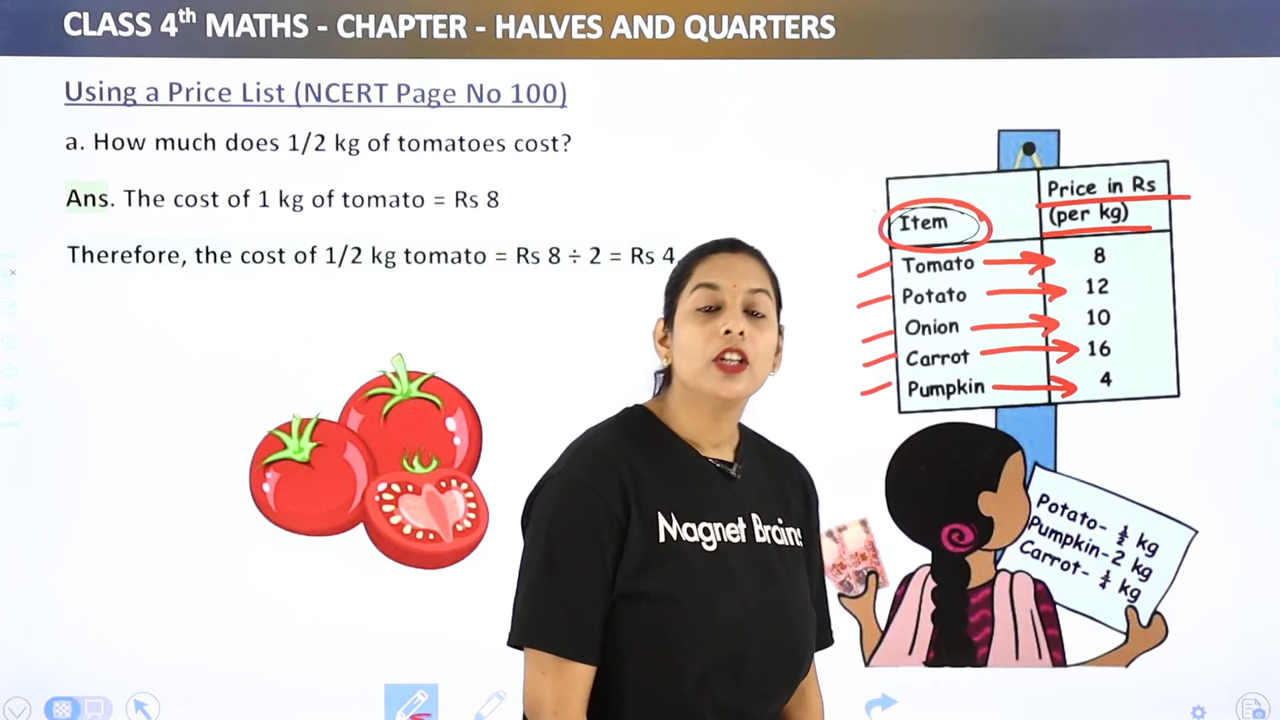 CLASS 4th MATHS - CHAPTER - HALVES AND QUARTERS
Using a Price List (NCERT Page No 100)
a. How much does 1/2 kg of tomatoes cost?
Ans. The cost of 1 kg of tomato = Rs 8
Therefore, the cost of 1/2 kg tomato = Rs 8 ÷ 2 = Rs 4.
Item Price in Rs (per kg)
Tomato 8
Potato 12
Onion 10
Carrot 16
Pumpkin 4
Magnet Brains
Potato- ½ kg
Pumpkin-2 kg
Carrot- ¼ kg